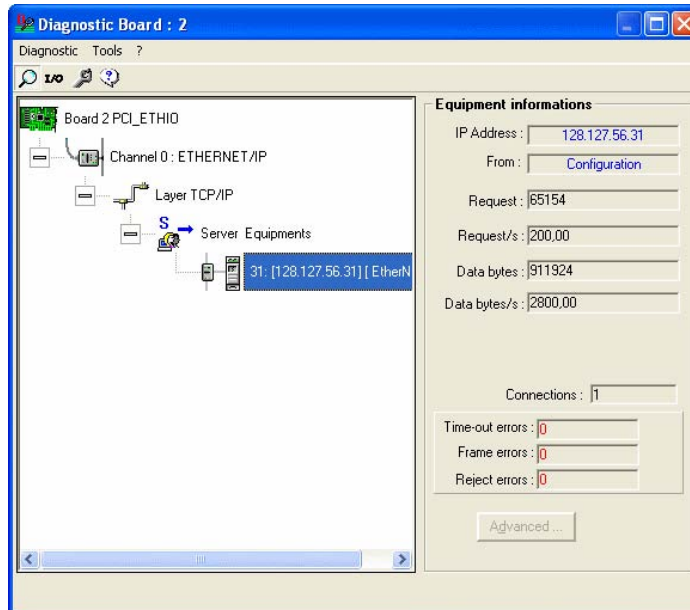 Diagnostic Board : 2
Diagnostic Tools ?
I/O
Board 2 PCI_ETHIO
Channel 0 : ETHERNET/IP
Layer TCP/IP
S
Server Equipments
31: [128.127.56.31] [ EtherN
Equipment informations
IP Address : 128.127.56.31
From : Configuration
Request : 65154
Request/s : 200,00
Data bytes : 911924
Data bytes/s : 2800,00
Connections : 1
Time-out errors : 0
Frame errors : 0
Reject errors : 0
Advanced ...